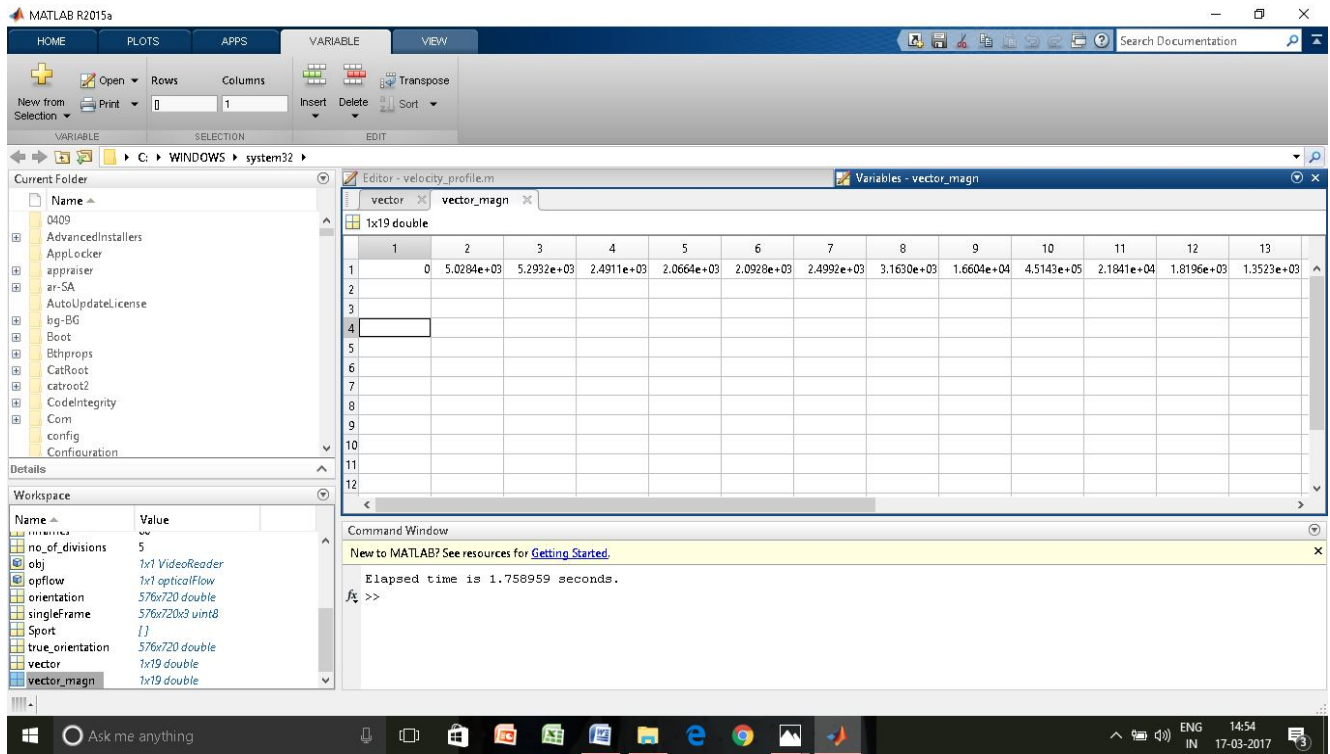 MATLAB R2015a
HOME PLOTS APPS VARIABLE VIEW Search Documentation
New from Selection Open Print Rows Columns [] 1 Insert Delete Transpose Sort
VARIABLE SELECTION EDIT
C: WINDOWS system32
Current Folder
Name
0409
AdvancedInstallers
AppLocker
appraiser
ar-SA
AutoUpdateLicense
bg-BG
Boot
Bthprops
CatRoot
catroot2
CodeIntegrity
Com
config
Configuration
Details
Workspace
Name Value
no_of_divisions 5
obj 1x1 VideoReader
opflow 1x1 opticalFlow
orientation 576x720 double
singleFrame 576x720x3 uint8
Sport []
true_orientation 576x720 double
vector 1x19 double
vector_magn 1x19 double
Editor - velocity_profile.m Variables - vector_magn
vector vector_magn
1x19 double
1 2 3 4 5 6 7 8 9 10 11 12 13
1 0 5.0284e+03 5.2932e+03 2.4911e+03 2.0664e+03 2.0928e+03 2.4992e+03 3.1630e+03 1.6604e+04 4.5143e+05 2.1841e+04 1.8196e+03 1.3523e+03
2
3
4
5
6
7
8
9
10
11
12
Command Window
New to MATLAB? See resources for Getting Started.
Elapsed time is 1.758959 seconds.
fx >>
Ask me anything
ENG 14:54
IN 17-03-2017
3